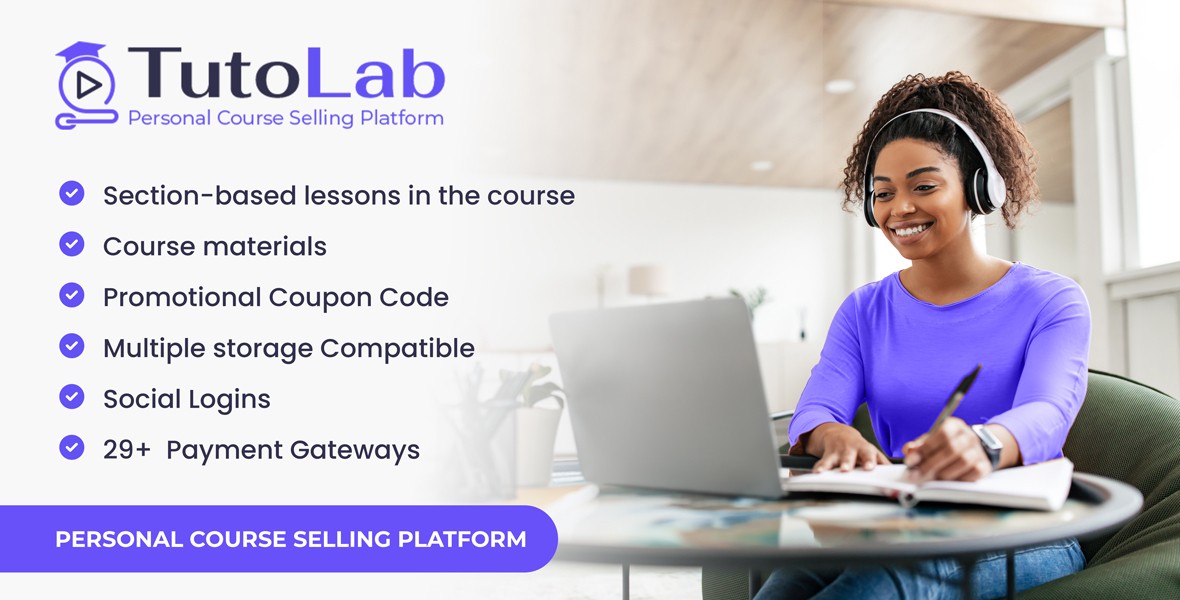 TutoLab
Personal Course Selling Platform
Section-based lessons in the course
Course materials
Promotional Coupon Code
Multiple storage Compatible
Social Logins
29+ Payment Gateways
PERSONAL COURSE SELLING PLATFORM